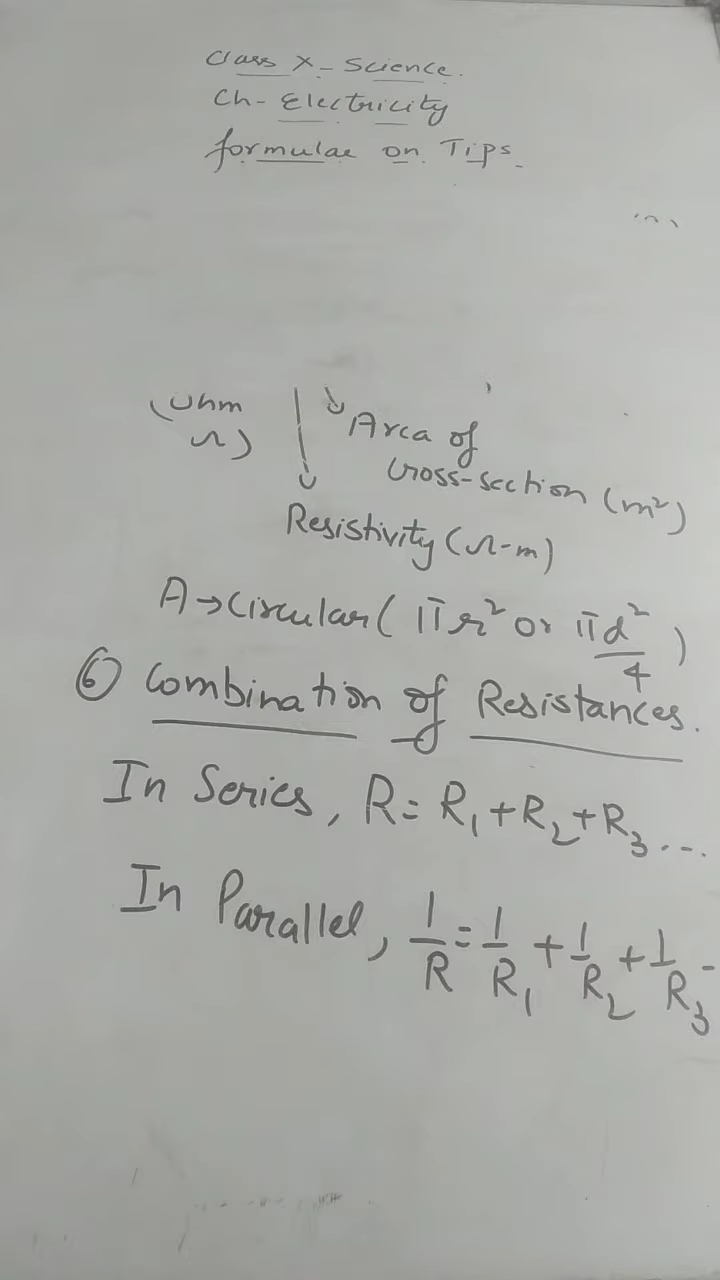 Class X - Science.
Ch- Electricity
formulae on Tips.
(Ohm
Ω)
Area of
Cross-section (m²)
Resistivity (Ω-m)
A→Circular( πr² or πd²/4 )
⑥ Combination of Resistances.
In Series, R = R₁+R₂+R₃...
In Parallel, 1/R = 1/R₁ + 1/R₂ + 1/R₃ -